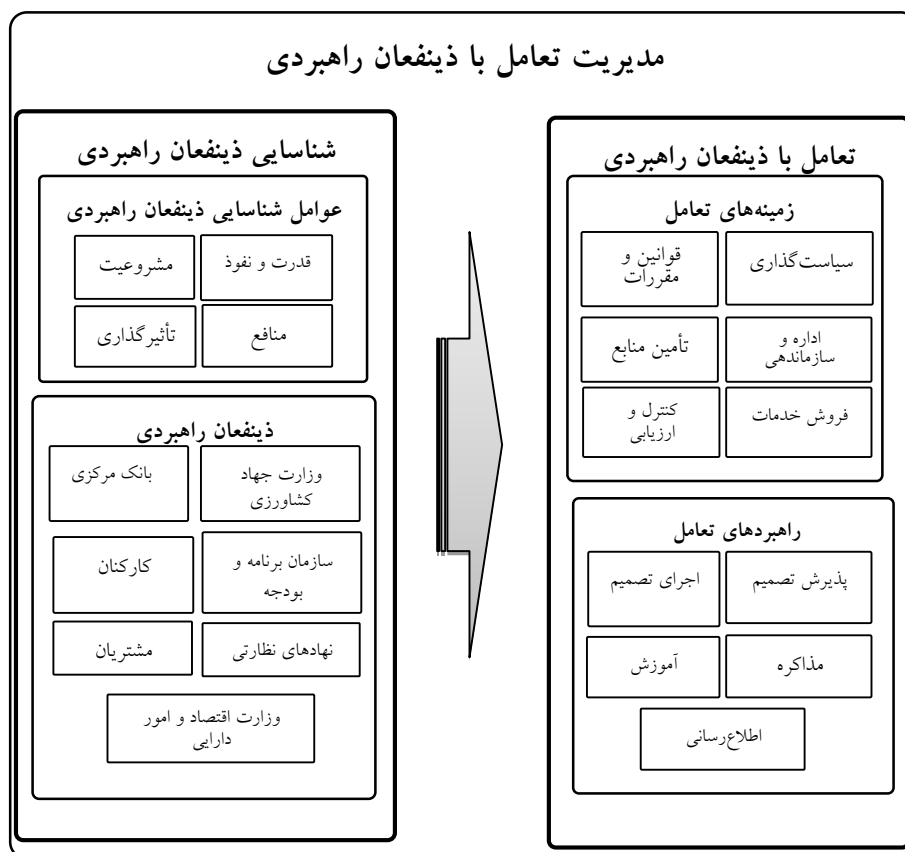 مدیریت تعامل با ذینفعان راهبردی
شناسایی ذینفعان راهبردی
عوامل شناسایی ذینفعان راهبردی
قدرت و نفوذ
مشروعیت
منافع
تأثیرگذاری
ذینفعان راهبردی
وزارت جهاد
کشاورزی
بانک مرکزی
سازمان برنامه و
بودجه
کارکنان
نهادهای نظارتی
مشتریان
وزارت اقتصاد و امور
دارایی
تعامل با ذینفعان راهبردی
زمینه‌های تعامل
سیاست‌گذاری
قوانین و
مقررات
اداره و
سازماندهی
تأمین منابع
فروش خدمات
کنترل و
ارزیابی
راهبردهای تعامل
پذیرش تصمیم
اجرای تصمیم
مذاکره
آموزش
اطلاع‌رسانی